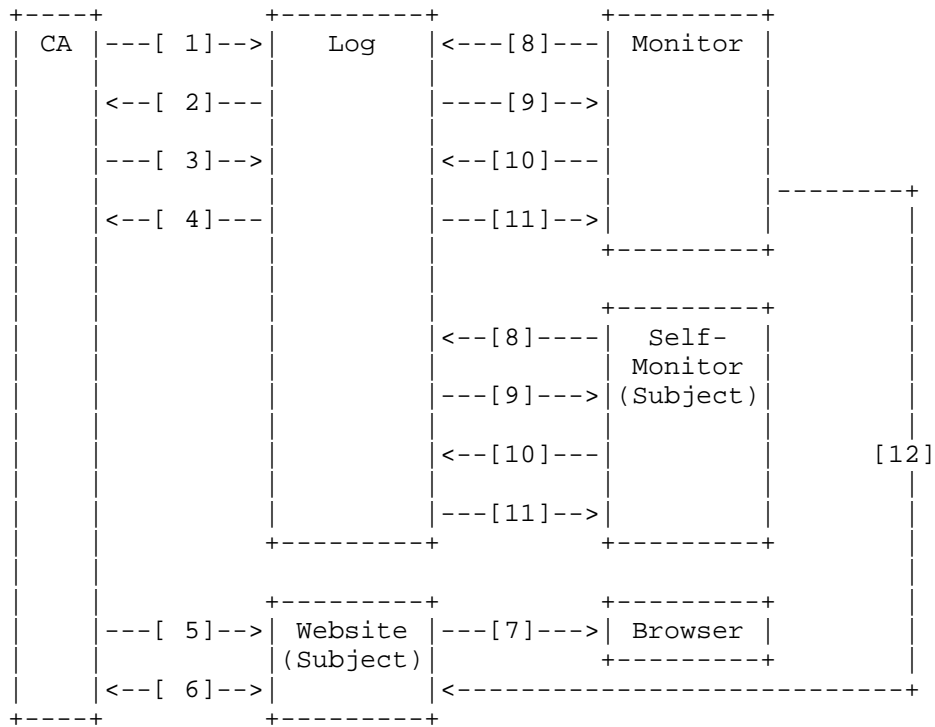 +----+          +---------+          +---------+
| CA |---[ 1]-->|   Log   |<---[8]---| Monitor |
|    |          |         |          |         |
|    |<--[ 2]---|         |----[9]-->|         |
|    |          |         |          |         |
|    |---[ 3]-->|         |<--[10]---|         |
|    |          |         |          |         |--------+
|    |<--[ 4]---|         |---[11]-->|         |        |
|    |          |         |          +---------+        |
|    |          |         |                             |
|    |          |         |          +---------+        |
|    |          |         |<--[8]----|  Self-  |        |
|    |          |         |          | Monitor |        |
|    |          |         |---[9]--->|(Subject)|        |
|    |          |         |          |         |        |
|    |          |         |<--[10]---|         |      [12]
|    |          |         |          |         |        |
|    |          |         |---[11]-->|         |        |
|    |          +---------+          +---------+        |
|    |                                                  |
|    |          +---------+          +---------+        |
|    |---[ 5]-->| Website |---[7]--->| Browser |        |
|    |          |(Subject)|          +---------+        |
|    |<--[ 6]-->|         |<----------------------------+
+----+          +---------+